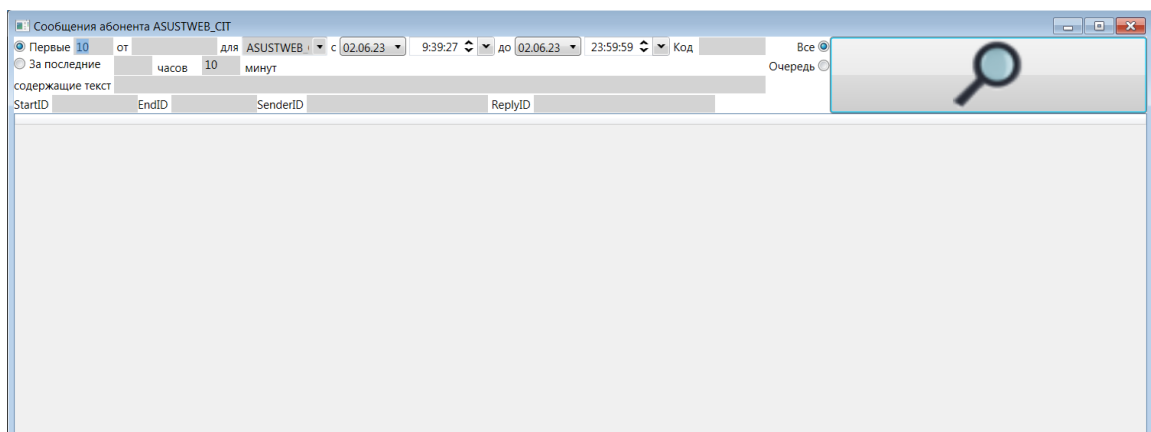 Сообщения абонента ASUSTWEB_CIT
Первые 10 от для ASUSTWEB_ с 02.06.23 9:39:27 до 02.06.23 23:59:59 Код Все
За последние часов 10 минут Очередь
содержащие текст
StartID EndID SenderID ReplyID